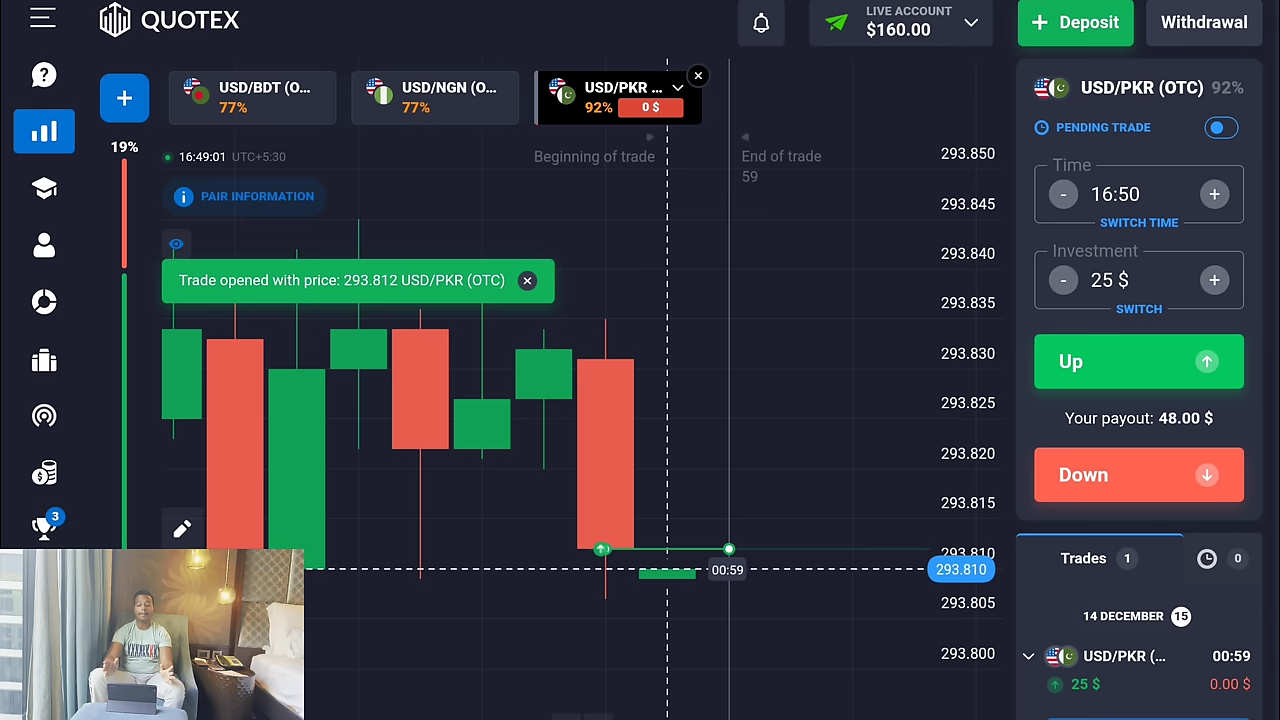 QUOTEX
LIVE ACCOUNT
$160.00
+ Deposit
Withdrawal
USD/BDT (O...
77%
USD/NGN (O...
77%
USD/PKR ...
92%
0 $
19%
16:49:01 UTC+5:30
Beginning of trade
End of trade
59
PAIR INFORMATION
Trade opened with price: 293.812 USD/PKR (OTC)
293.850
293.845
293.840
293.835
293.830
293.825
293.820
293.815
293.810
293.810
293.805
293.800
00:59
3
USD/PKR (OTC) 92%
PENDING TRADE
Time
- 16:50 +
SWITCH TIME
Investment
- 25 $ +
SWITCH
Up
Your payout: 48.00 $
Down
Trades 1
0
14 DECEMBER 15
USD/PKR (... 00:59
25 $ 0.00 $